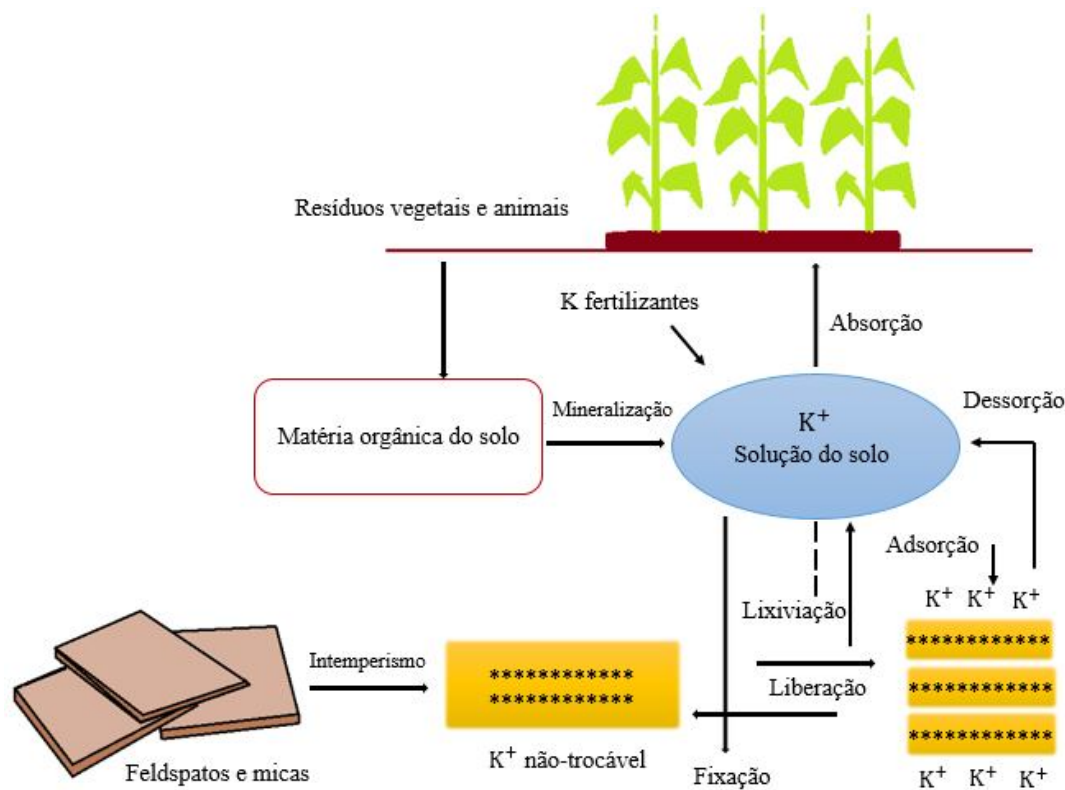 Resíduos vegetais e animais
K fertilizantes
Absorção
Matéria orgânica do solo
Mineralização
K⁺
Solução do solo
Dessorção
Adsorção
K⁺ K⁺ K⁺
Lixiviação
************
************
************
Intemperismo
************
************
Liberação
Feldspatos e micas
K⁺ não-trocável
Fixação
K⁺ K⁺ K⁺